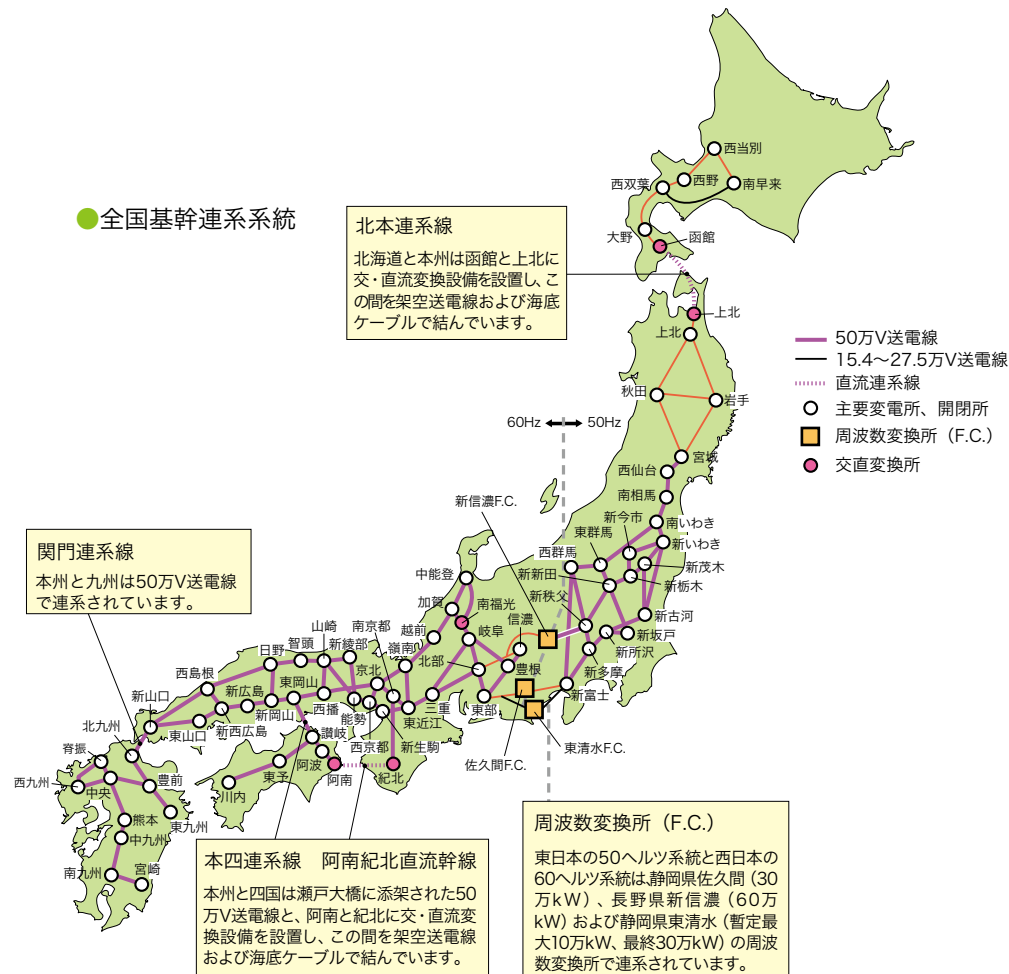 ●全国基幹連系系統
北本連系線
北海道と本州は函館と上北に
交・直流変換設備を設置し、こ
の間を架空送電線および海底
ケーブルで結んでいます。
西当別
西双葉
西野
南早来
大野
函館
上北
上北
50万V送電線
15.4〜27.5万V送電線
直流連系線
主要変電所、開閉所
周波数変換所（F.C.）
交直変換所
秋田
岩手
60Hz
50Hz
宮城
西仙台
南相馬
新信濃F.C.
新今市
南いわき
東群馬
新いわき
西群馬
新茂木
新新田
新栃木
新秩父
新古河
新坂戸
新所沢
新多摩
新富士
関門連系線
本州と九州は50万V送電線
で連系されています。
中能登
加賀
南福光
信濃
越前
岐阜
北部
豊根
山崎
南京都
嶺南
智頭
新綾部
日野
京北
西島根
東岡山
新広島
新山口
三重
東部
北九州
新岡山
西播
能勢
東近江
新西広島
讃岐
新生駒
東清水F.C.
脊振
東山口
西京都
佐久間F.C.
阿波
西九州
東予
阿南
紀北
中央
豊前
川内
東九州
熊本
中九州
南九州
宮崎
本四連系線　阿南紀北直流幹線
本州と四国は瀬戸大橋に添架された50
万V送電線と、阿南と紀北に交・直流変
換設備を設置し、この間を架空送電線
および海底ケーブルで結んでいます。
周波数変換所（F.C.）
東日本の50ヘルツ系統と西日本の
60ヘルツ系統は、静岡県佐久間（30
万kW）、長野県新信濃（60万
kW）および静岡県東清水（暫定最
大10万kW、最終30万kW）の周波
数変換所で連系されています。